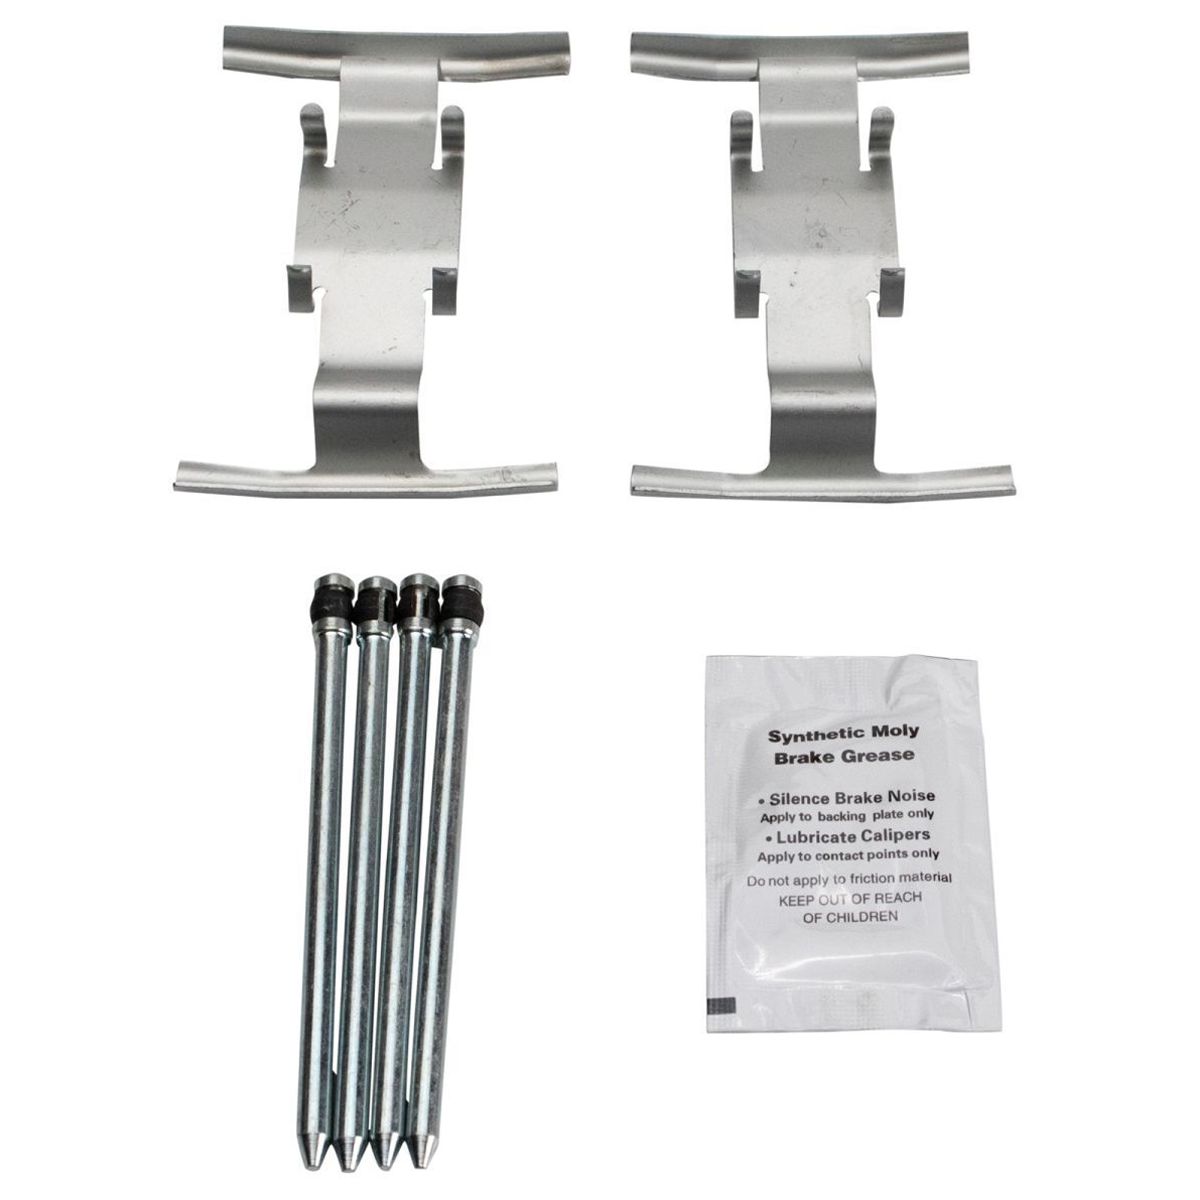 Synthetic Moly
Brake Grease
• Silence Brake Noise
Apply to backing plate only
• Lubricate Calipers
Apply to contact points only
Do not apply to friction material
KEEP OUT OF REACH
OF CHILDREN